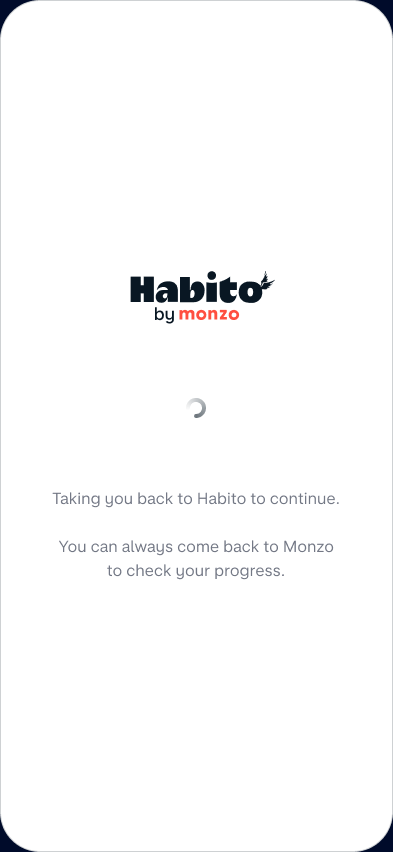 Habito
by monzo
Taking you back to Habito to continue.
You can always come back to Monzo
to check your progress.